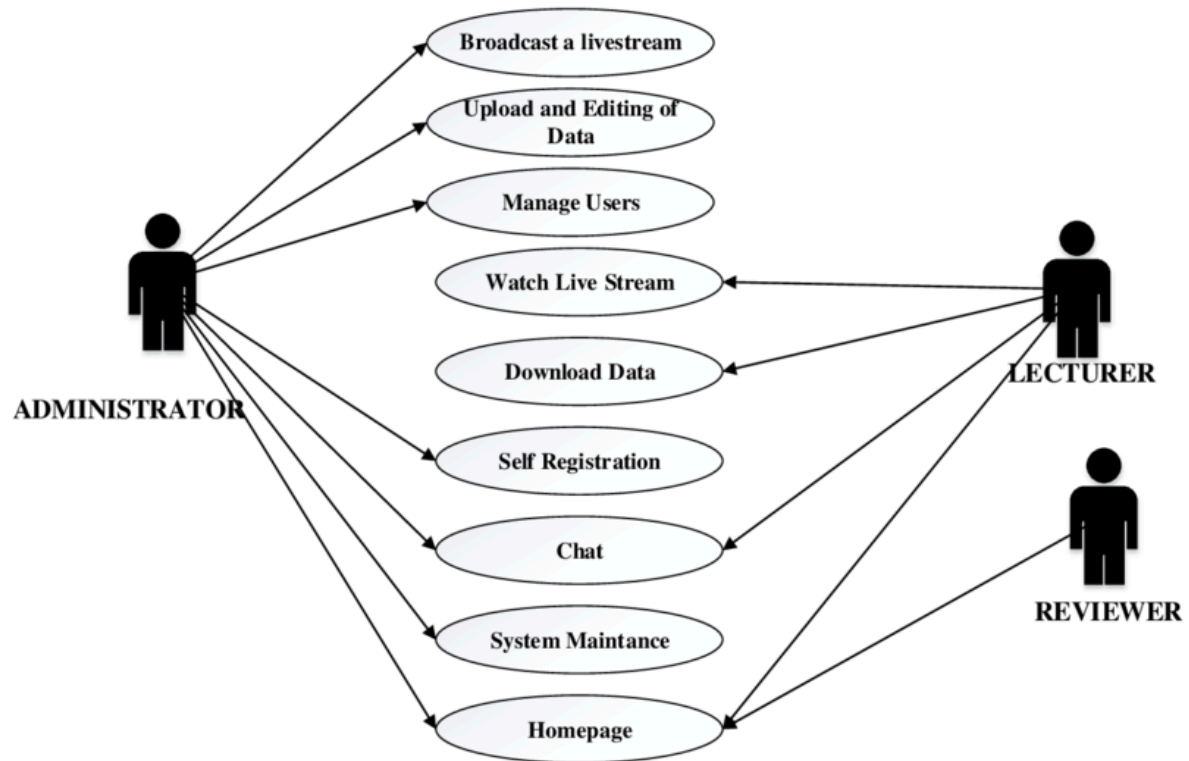 Broadcast a livestream
Upload and Editing of
Data
Manage Users
Watch Live Stream
Download Data
LECTURER
ADMINISTRATOR
Self Registration
Chat
REVIEWER
System Maintance
Homepage